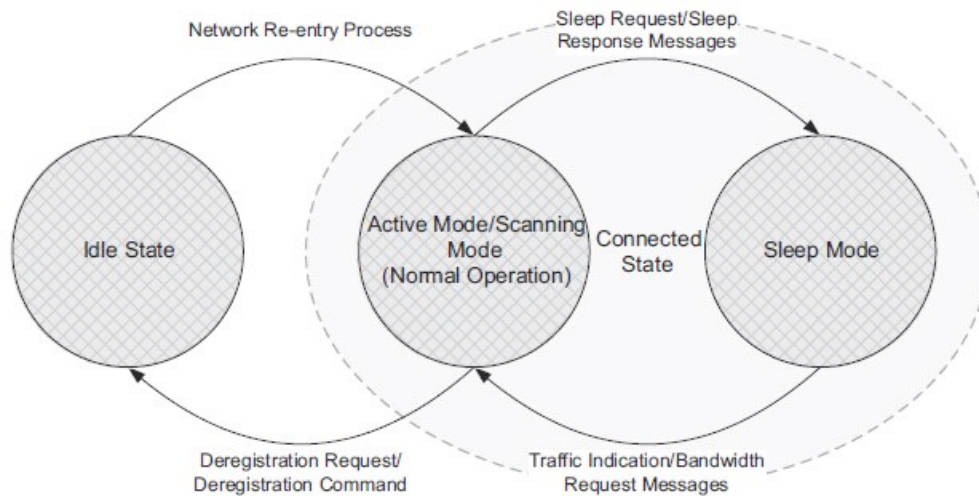 Network Re-entry Process
Sleep Request/Sleep
Response Messages
Idle State
Active Mode/Scanning
Mode
(Normal Operation)
Connected
State
Sleep Mode
Deregistration Request/
Deregistration Command
Traffic Indication/Bandwidth
Request Messages